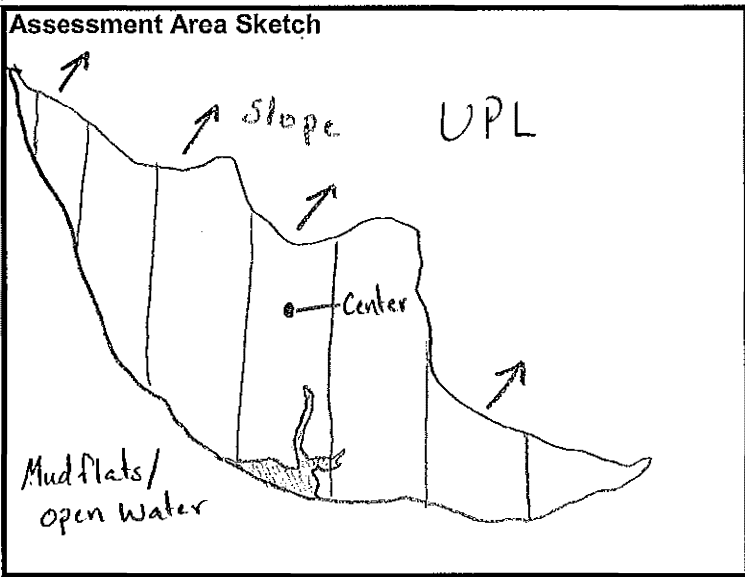 Assessment Area Sketch
Slope
UPL
Center
Mudflats/
open water